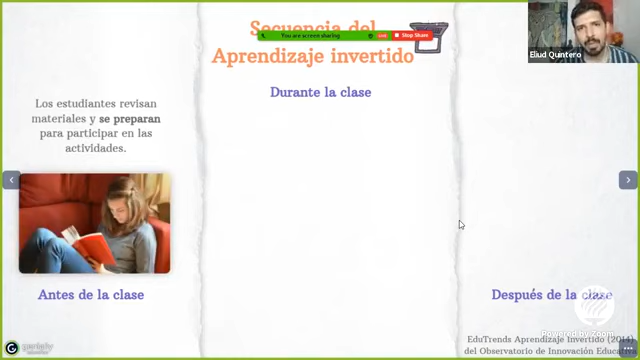 Secuencia del
Aprendizaje invertido
You are screen sharing
Stop Share
Eliud Quintero
Durante la clase
Los estudiantes revisan
materiales y se preparan
para participar en las
actividades.
Antes de la clase
Después de la clase
Powered by Zoom
EduTrends Aprendizaje Invertido (2014)
del Observatorio de Innovación Educativa
genially